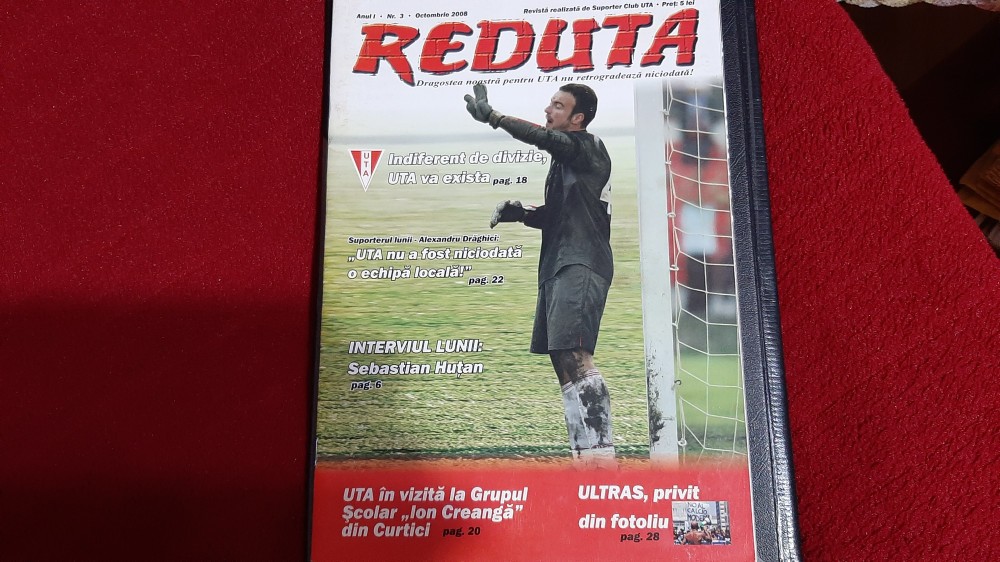 Anul I • Nr. 3 • Octombrie 2008
Revistă realizată de Suporter Club UTA • Preț: 5 lei
REDUTA
Dragostea noastră pentru UTA nu retrogradează niciodată!
UTA
Indiferent de divizie,
UTA va exista pag. 18
Suporterul lunii - Alexandru Drăghici:
„UTA nu a fost niciodată
o echipă locală!”
pag. 22
INTERVIUL LUNII:
Sebastian Huțan
pag. 6
UTA în vizită la Grupul
Școlar „Ion Creangă”
din Curtici pag. 20
ULTRAS, privit
din fotoliu
pag. 28
NO AL
CALCIO